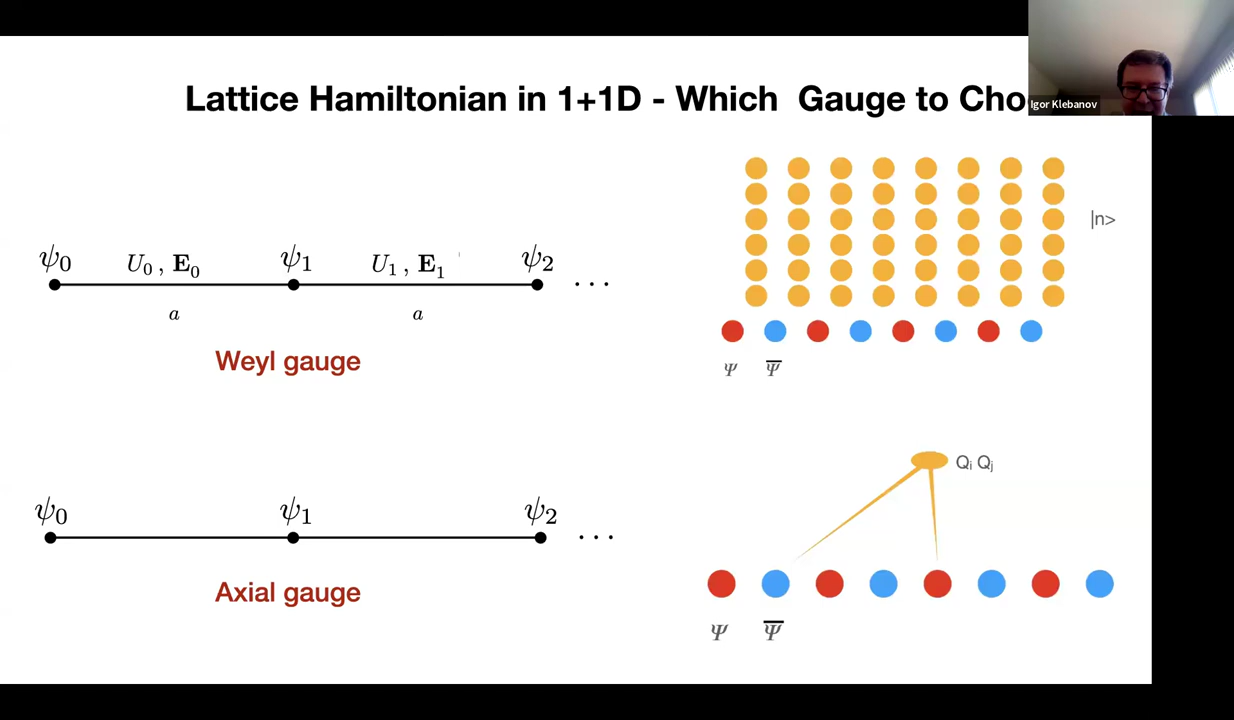 Lattice Hamiltonian in 1+1D - Which Gauge to Cho
Igor Klebanov
ψ₀ U₀ , E₀ ψ₁ U₁ , E₁ ψ₂ ...
a a
Weyl gauge
|n>
Ψ Ψ̅
ψ₀ ψ₁ ψ₂ ...
Axial gauge
Qᵢ Qⱼ
Ψ Ψ̅